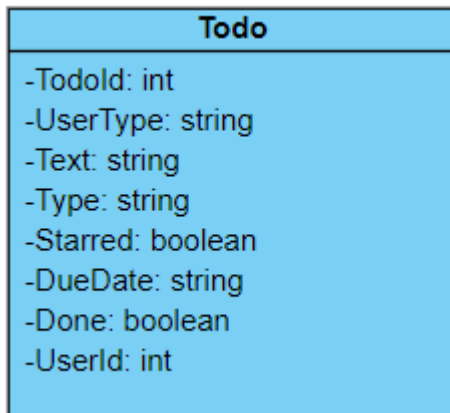 Todo
-TodoId: int
-UserType: string
-Text: string
-Type: string
-Starred: boolean
-DueDate: string
-Done: boolean
-UserId: int